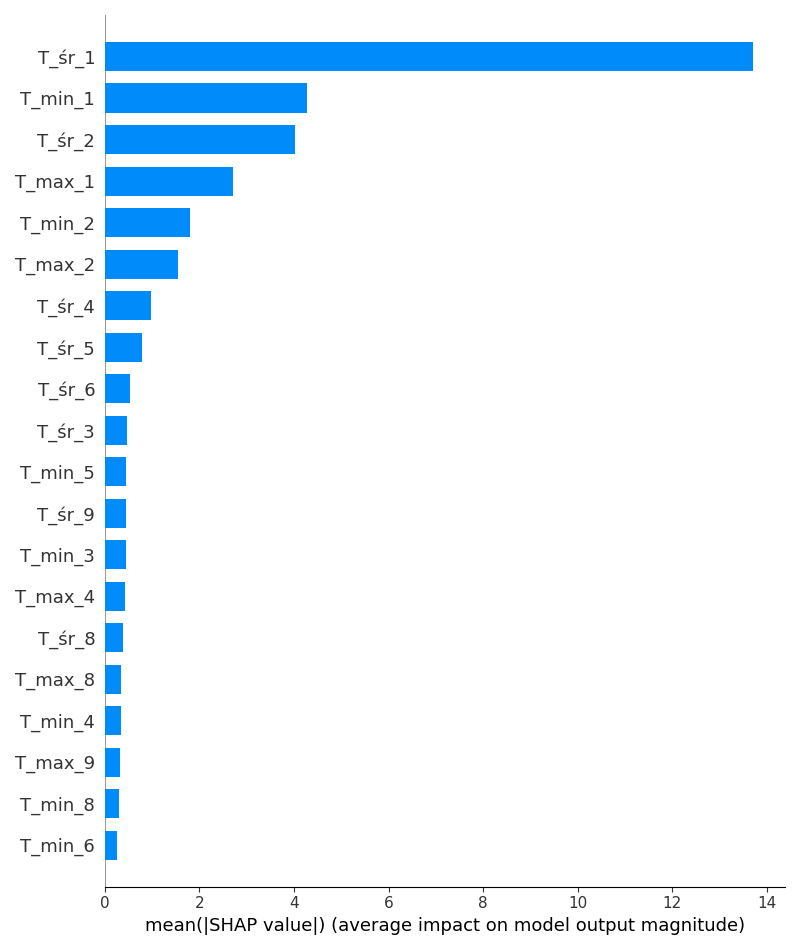 T_śr_1
T_min_1
T_śr_2
T_max_1
T_min_2
T_max_2
T_śr_4
T_śr_5
T_śr_6
T_śr_3
T_min_5
T_śr_9
T_min_3
T_max_4
T_śr_8
T_max_8
T_min_4
T_max_9
T_min_8
T_min_6
0 2 4 6 8 10 12 14
mean(|SHAP value|) (average impact on model output magnitude)